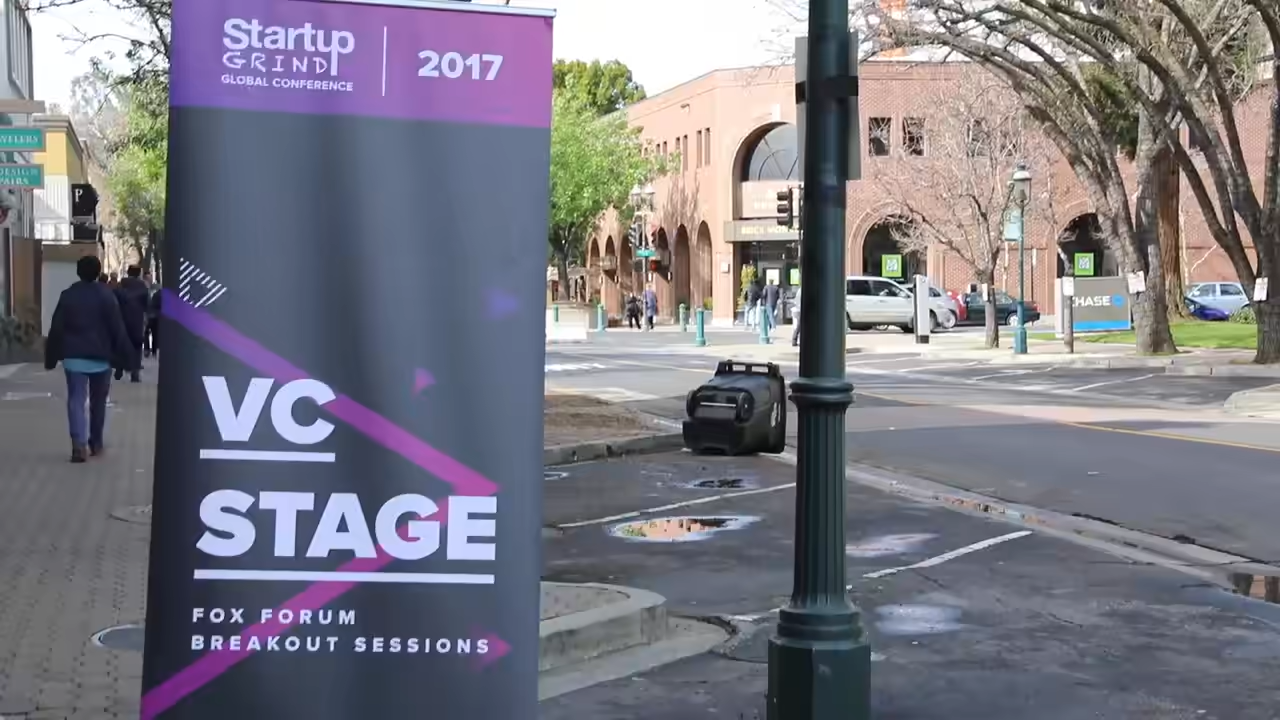 Startup
GRIND
GLOBAL CONFERENCE
2017
VC
STAGE
FOX FORUM
BREAKOUT SESSIONS
CHASE
P